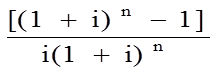 [(1 + i) ⁿ − 1]
i(1 + i) ⁿ